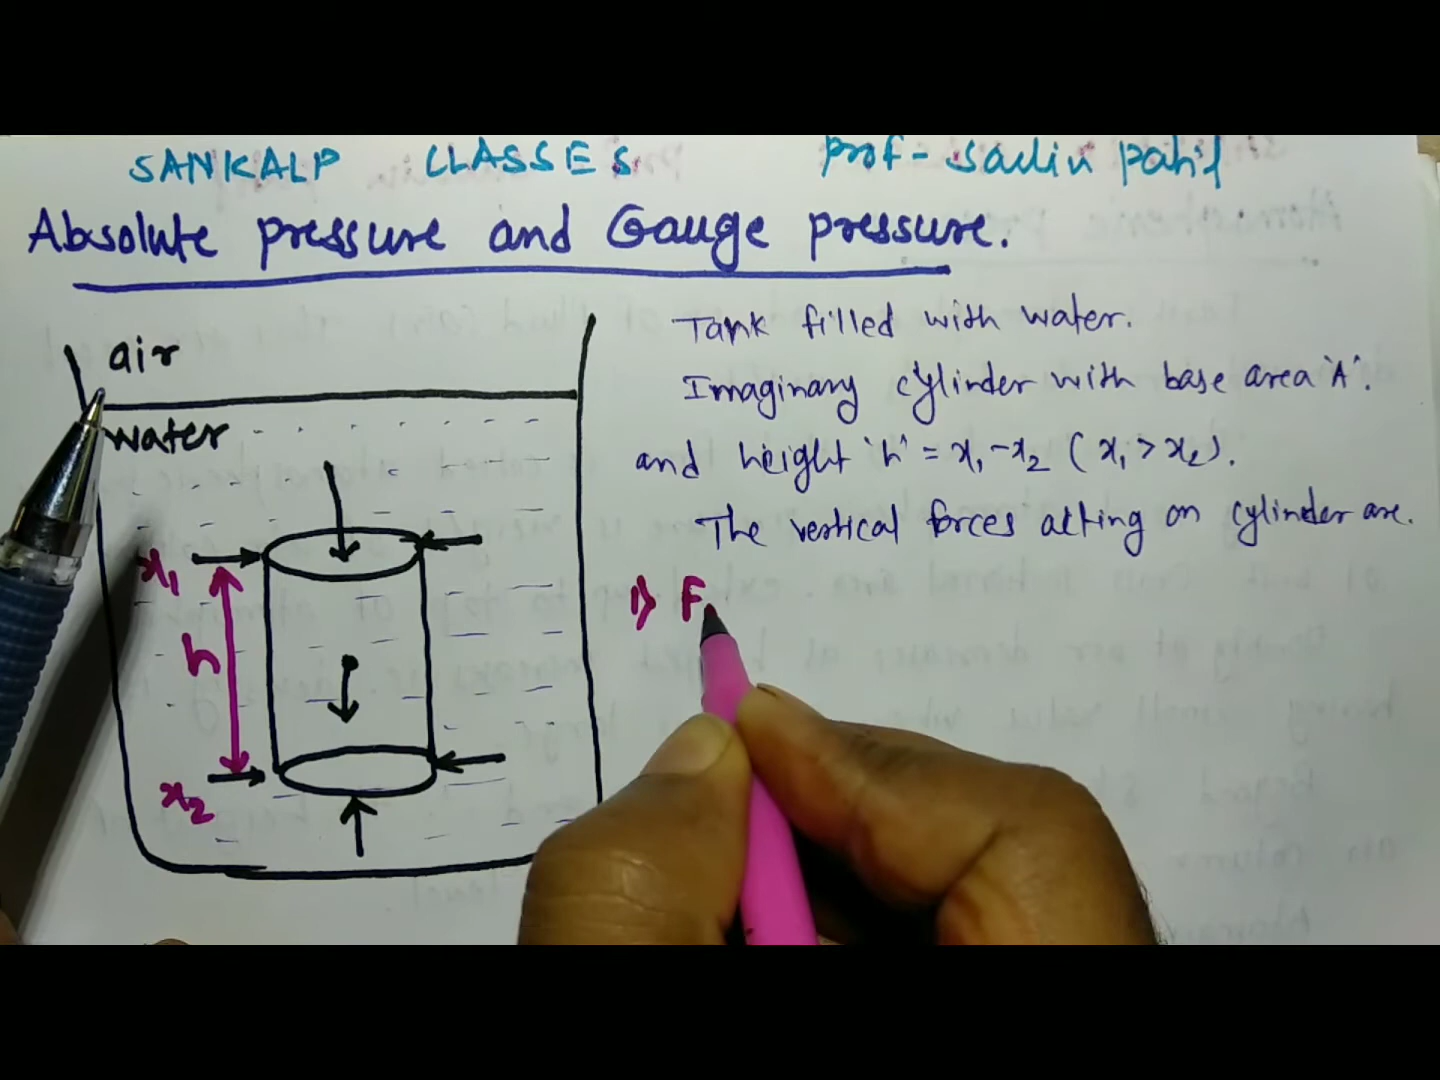 SANKALP CLASSES. Prof - Sachin Patil
Absolute pressure and Gauge pressure.
air
water
x₁
h
x₂
Tank filled with water.
Imaginary cylinder with base area 'A'.
and height 'h' = x₁-x₂ (x₁ > x₂).
The vertical forces acting on cylinder are.
1) F